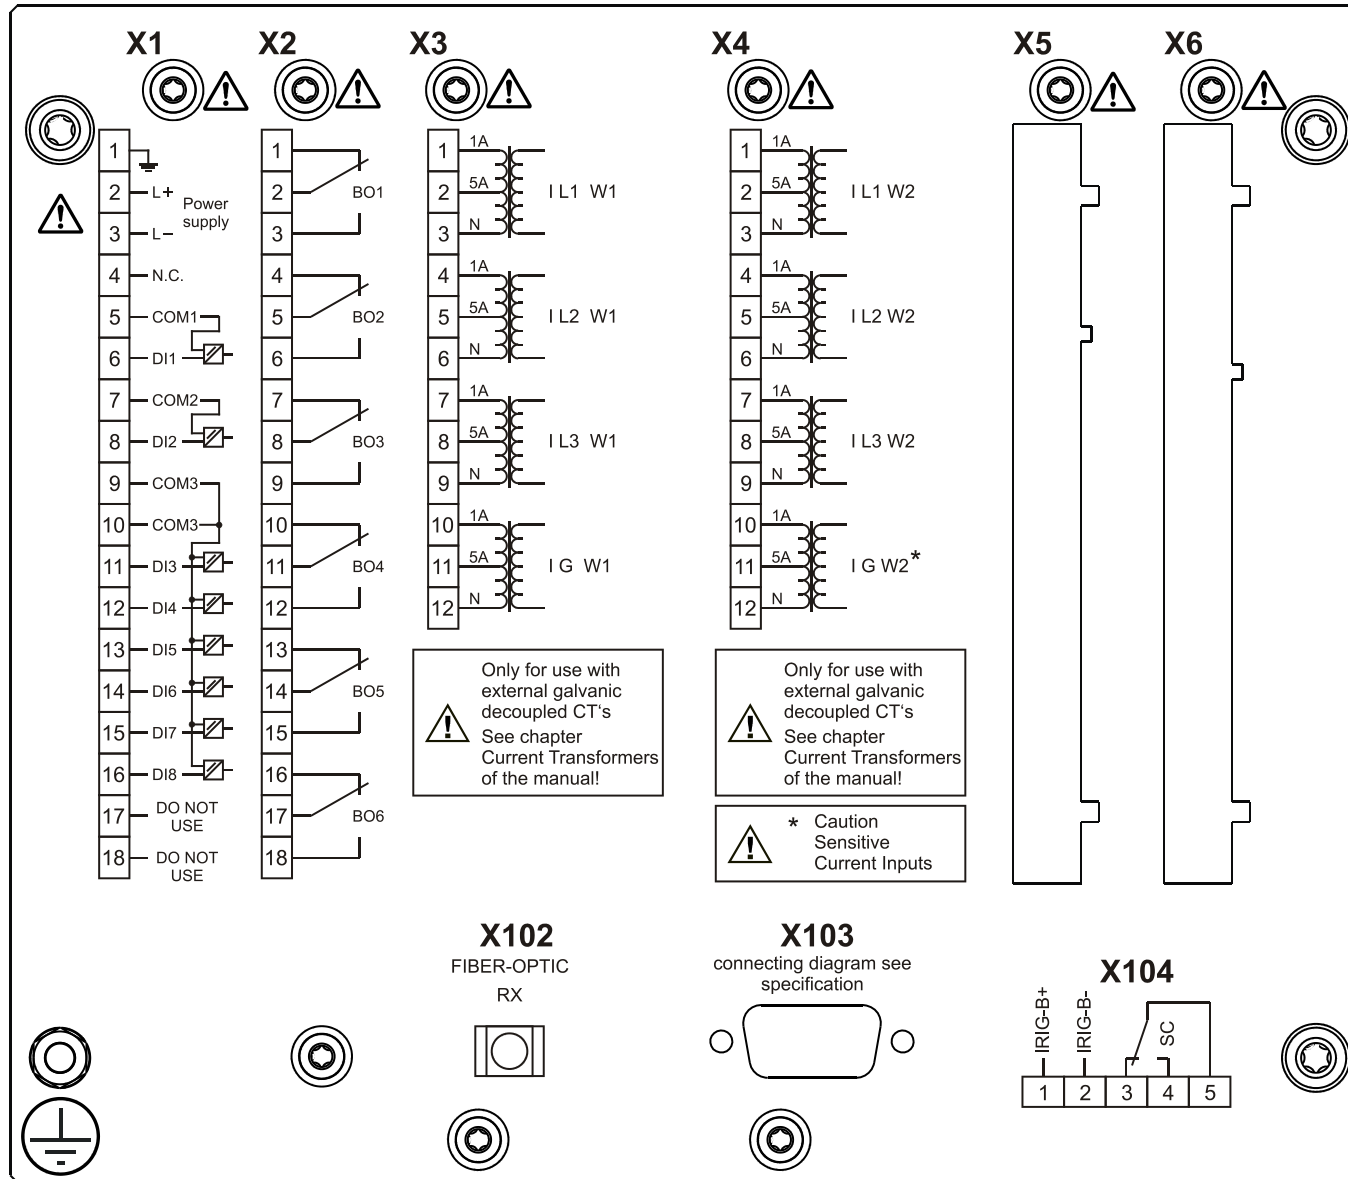 X1
1
2 L+ Power
3 L− supply
4 N.C.
5 COM1
6 DI1
7 COM2
8 DI2
9 COM3
10 COM3
11 DI3
12 DI4
13 DI5
14 DI6
15 DI7
16 DI8
17 DO NOT
USE
18 DO NOT
USE
X2
1
2 BO1
3
4
5 BO2
6
7
8 BO3
9
10
11 BO4
12
13
14 BO5
15
16
17 BO6
18
X3
1 1A
2 5A I L1 W1
3 N
4 1A
5 5A I L2 W1
6 N
7 1A
8 5A I L3 W1
9 N
10 1A
11 5A I G W1
12 N
Only for use with
external galvanic
decoupled CT‘s
See chapter
Current Transformers
of the manual!
X4
1 1A
2 5A I L1 W2
3 N
4 1A
5 5A I L2 W2
6 N
7 1A
8 5A I L3 W2
9 N
10 1A
11 5A I G W2*
12 N
Only for use with
external galvanic
decoupled CT‘s
See chapter
Current Transformers
of the manual!
* Caution
Sensitive
Current Inputs
X5
X6
X102
FIBER-OPTIC
RX
X103
connecting diagram see
specification
X104
IRIG-B+
IRIG-B-
SC
1 2 3 4 5